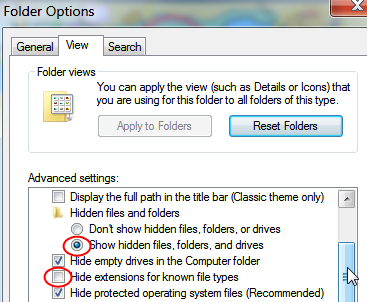 Folder Options
General View Search
Folder views
You can apply the view (such as Details or Icons) that
you are using for this folder to all folders of this type.
Apply to Folders Reset Folders
Advanced settings:
Display the full path in the title bar (Classic theme only)
Hidden files and folders
Don't show hidden files, folders, or drives
Show hidden files, folders, and drives
Hide empty drives in the Computer folder
Hide extensions for known file types
Hide protected operating system files (Recommended)